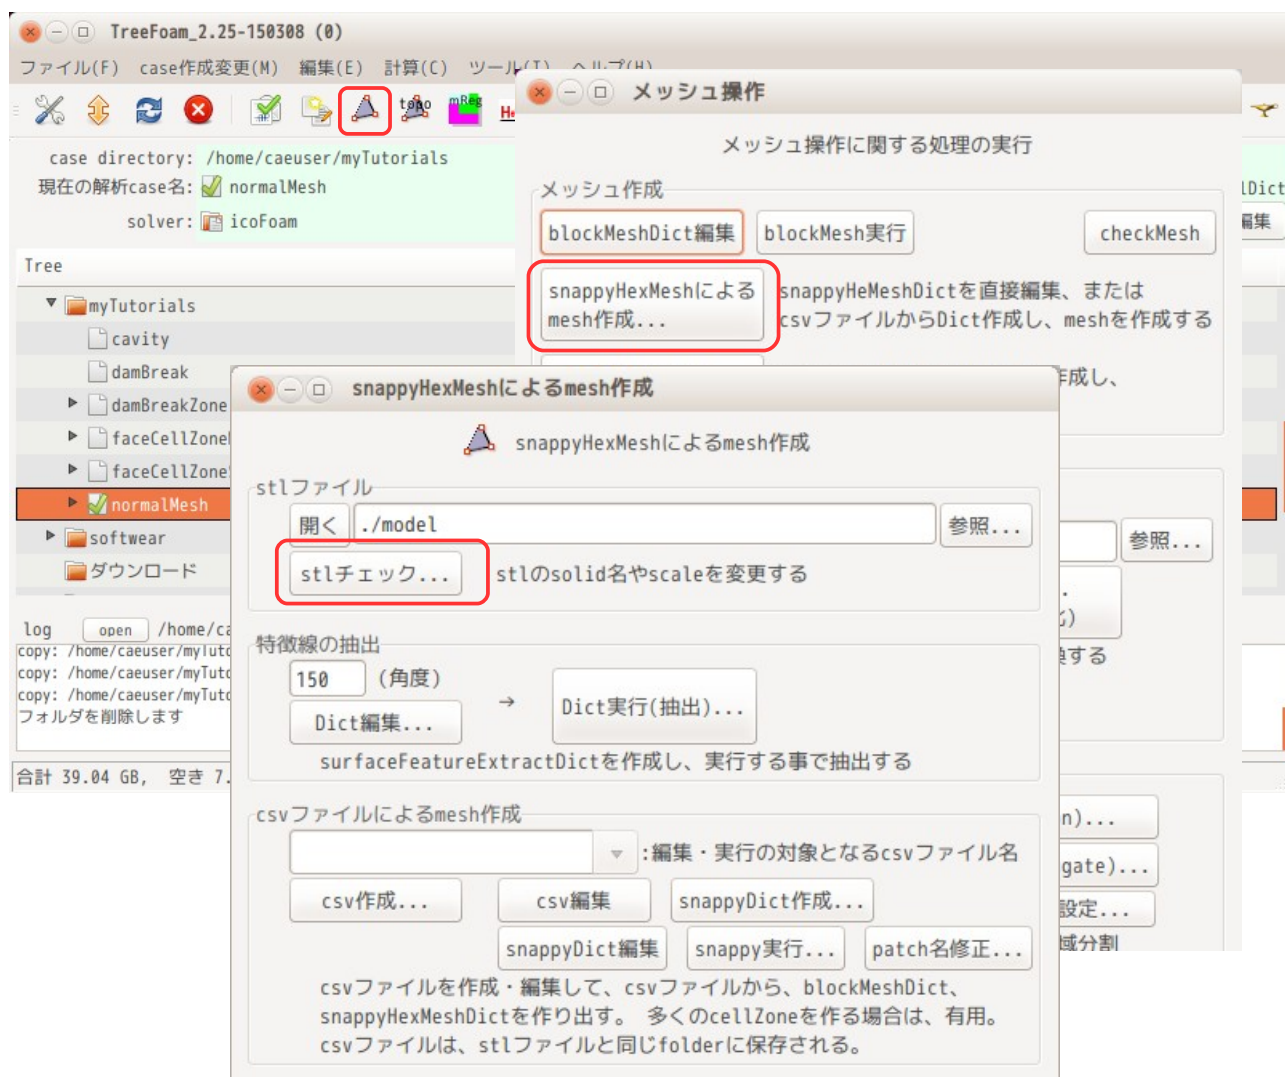 TreeFoam_2.25-150308 (0)
ファイル(F) case作成変更(M) 編集(E) 計算(C) ツール(T) ヘルプ(H)
topo
mReg
case directory: /home/caeuser/myTutorials
現在の解析case名: normalMesh
solver: icoFoam
lDict
編集
Tree
myTutorials
cavity
damBreak
damBreakZone
faceCellZone
faceCellZone
normalMesh
softwear
ダウンロード
log open /home/ca
copy: /home/caeuser/myTuto
copy: /home/caeuser/myTuto
copy: /home/caeuser/myTuto
フォルダを削除します
合計 39.04 GB, 空き 7.
メッシュ操作
メッシュ操作に関する処理の実行
メッシュ作成
blockMeshDict編集 blockMesh実行 checkMesh
snappyHexMeshによる
mesh作成...
snappyHeMeshDictを直接編集、または
csvファイルからDict作成し、meshを作成する
作成し、
参照...
する
n)...
gate)...
設定...
域分割
snappyHexMeshによるmesh作成
snappyHexMeshによるmesh作成
stlファイル
開く ./model 参照...
stlチェック... stlのsolid名やscaleを変更する
特徴線の抽出
150 (角度)
→ Dict実行(抽出)...
Dict編集...
surfaceFeatureExtractDictを作成し、実行する事で抽出する
csvファイルによるmesh作成
:編集・実行の対象となるcsvファイル名
csv作成... csv編集 snappyDict作成...
snappyDict編集 snappy実行... patch名修正...
csvファイルを作成・編集して、csvファイルから、blockMeshDict、
snappyHexMeshDictを作り出す。 多くのcellZoneを作る場合は、有用。
csvファイルは、stlファイルと同じfolderに保存される。